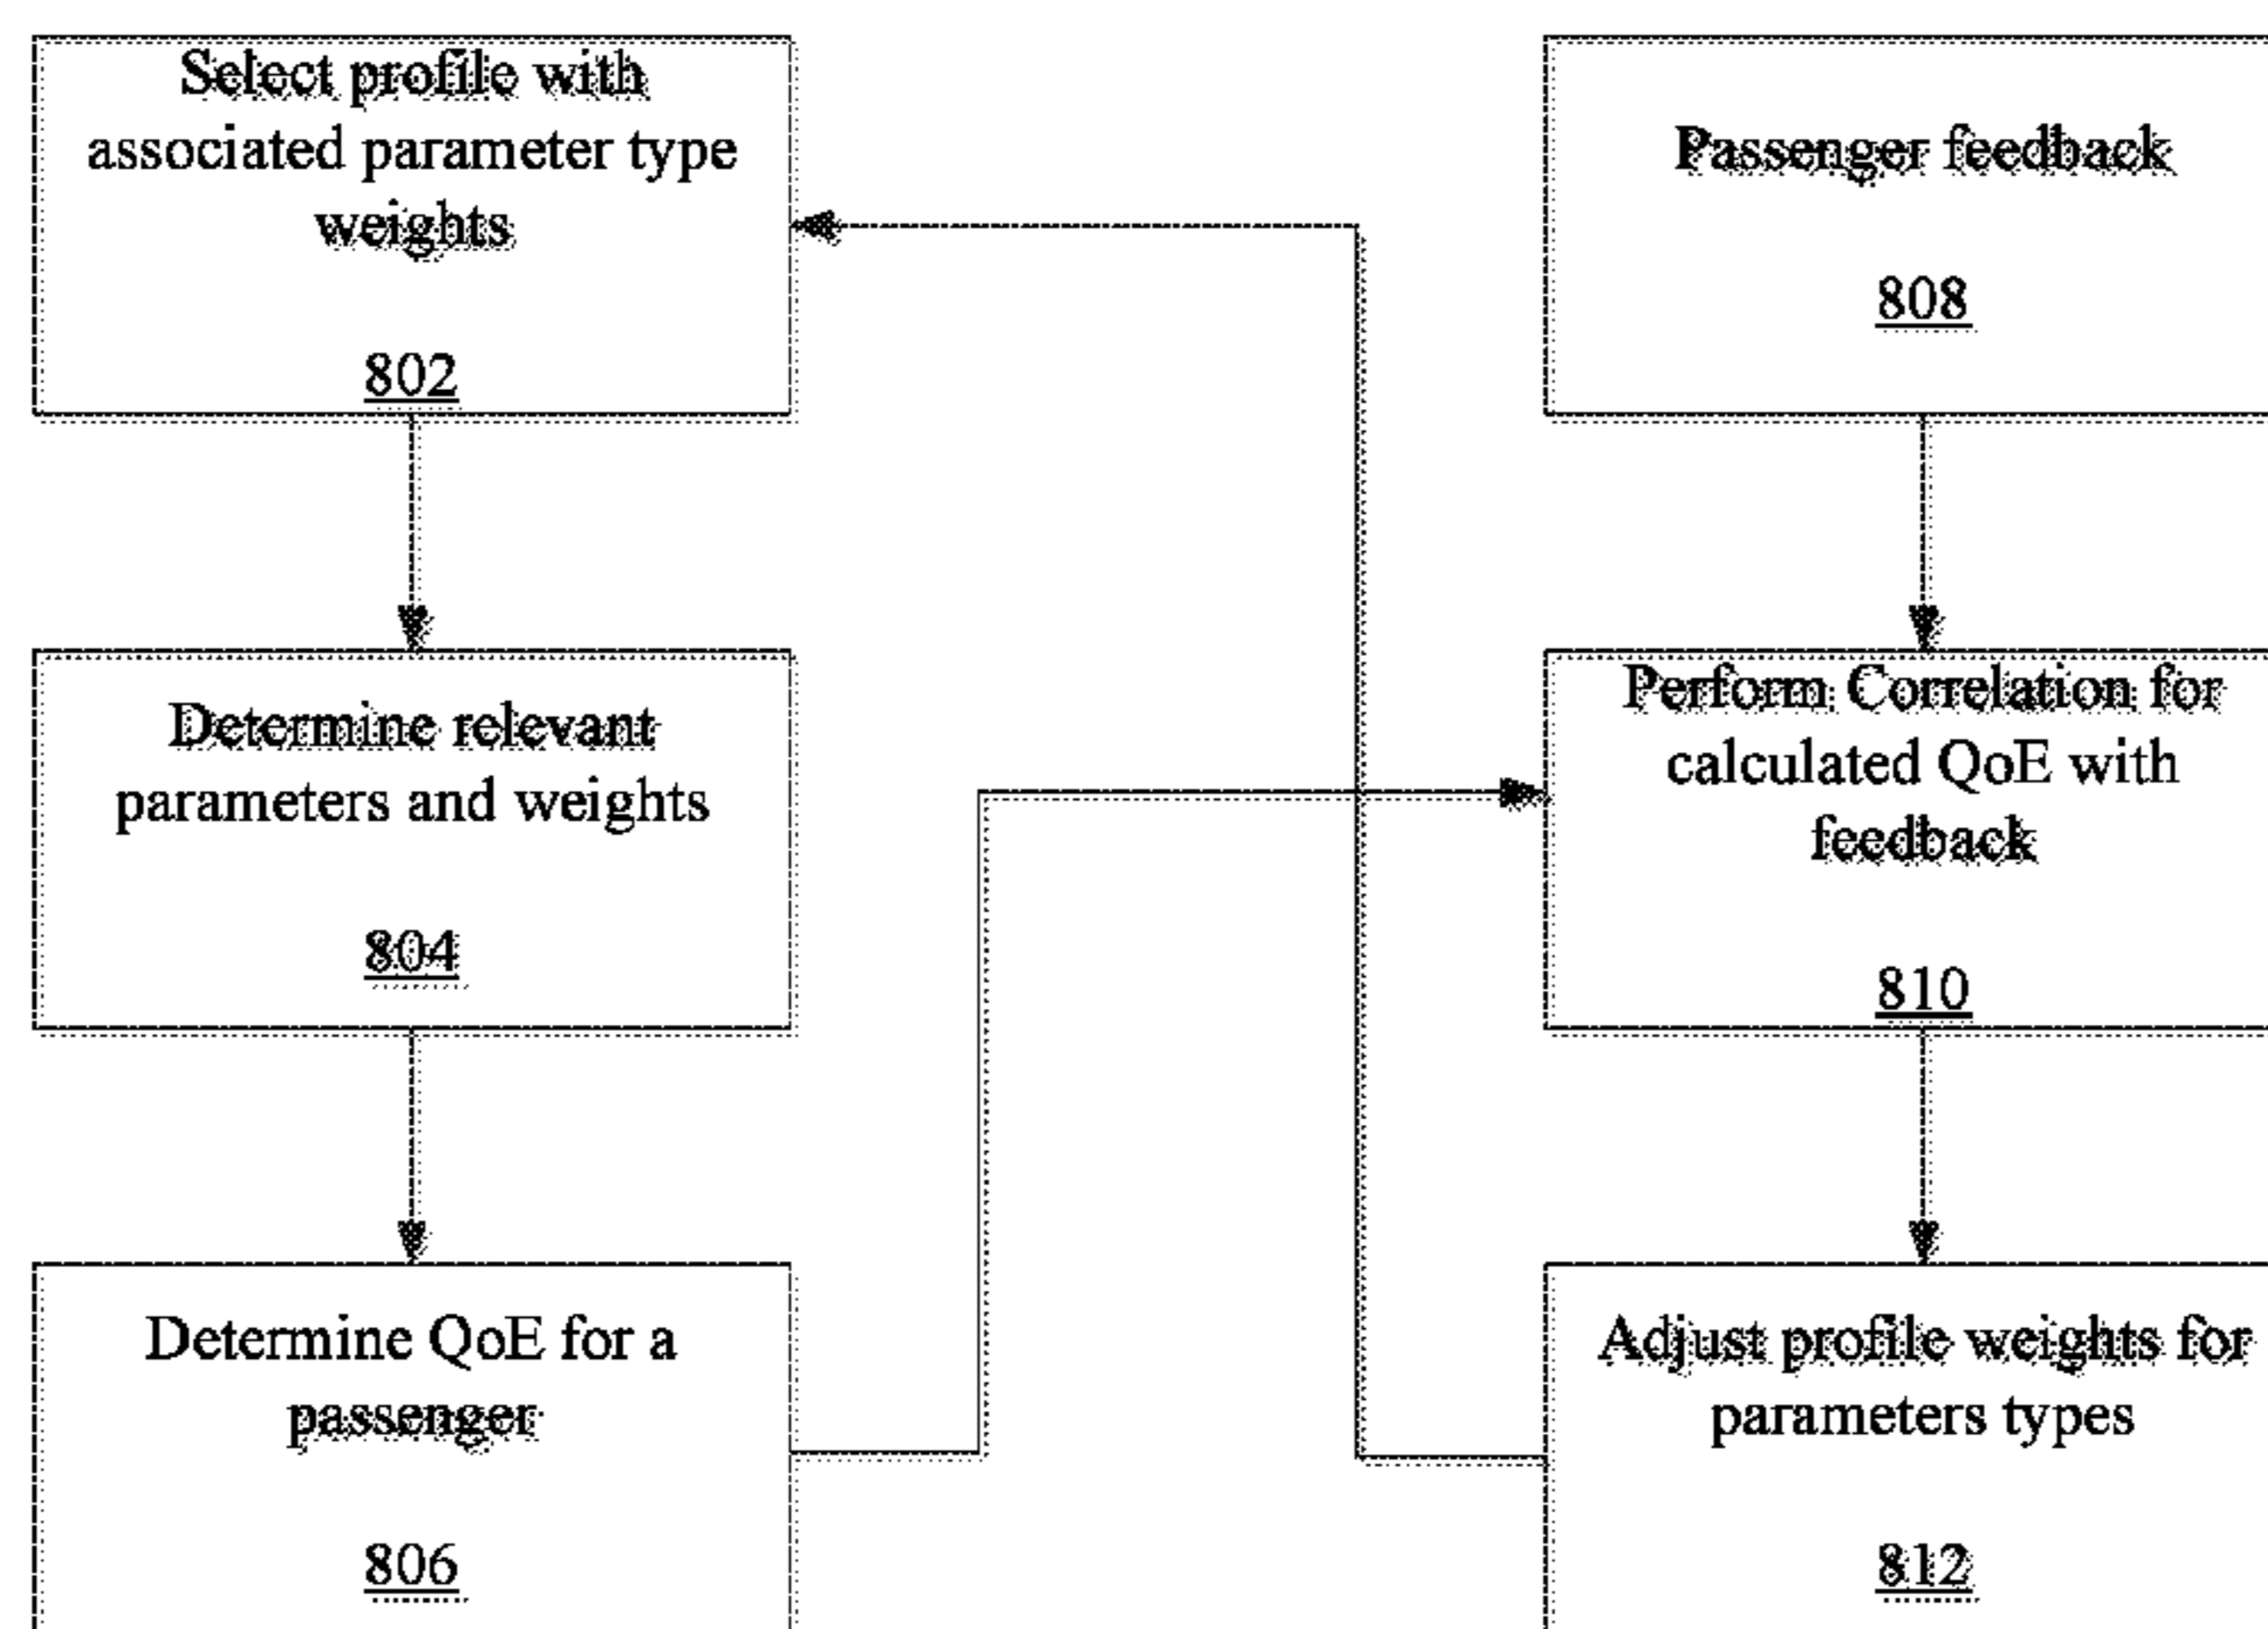 Select profile with
associated parameter type
weights
802
Determine relevant
parameters and weights
804
Determine QoE for a
passenger
806
Passenger feedback
808
Perform Correlation for
calculated QoE with
feedback
810
Adjust profile weights for
parameters types
812